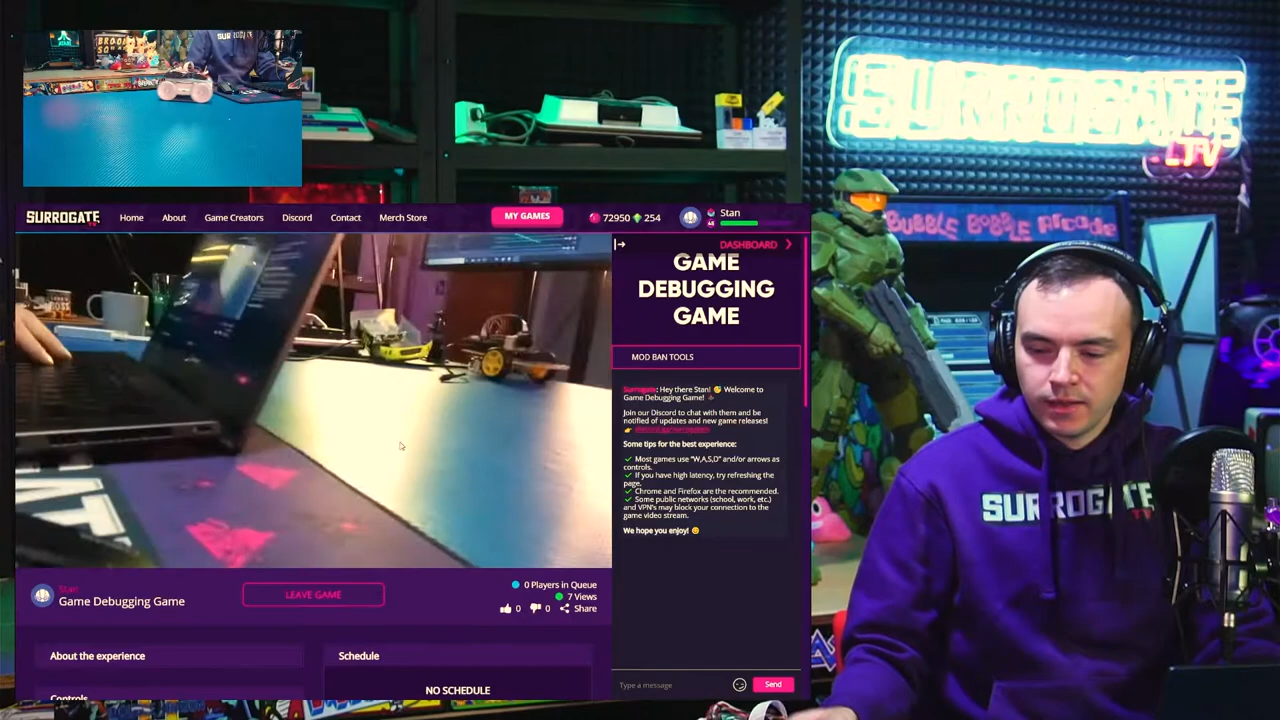 SURROGATE
.TV
BUBBLE BOBBLE Arcade
SURROGATE
Home
About
Game Creators
Discord
Contact
Merch Store
MY GAMES
72950
254
Stan
DASHBOARD
GAME
DEBUGGING
GAME
MOD BAN TOOLS
Surrogate: Hey there Stan! 👋 Welcome to
Game Debugging Game!
Join our Discord to chat with them and be
notified of updates and new game releases!
Some tips for the best experience:
✓ Most games use "W,A,S,D" and/or arrows as
controls.
✓ If you have high latency, try refreshing the
page.
✓ Chrome and Firefox are the recommended.
✓ Some public networks (school, work, etc.)
and VPN's may block your connection to the
game video stream.
We hope you enjoy! 😊
Stan
Game Debugging Game
LEAVE GAME
0 Players in Queue
7 Views
0
0
Share
About the experience
Schedule
Controls
NO SCHEDULE
Type a message
Send
SURROGATE
TV